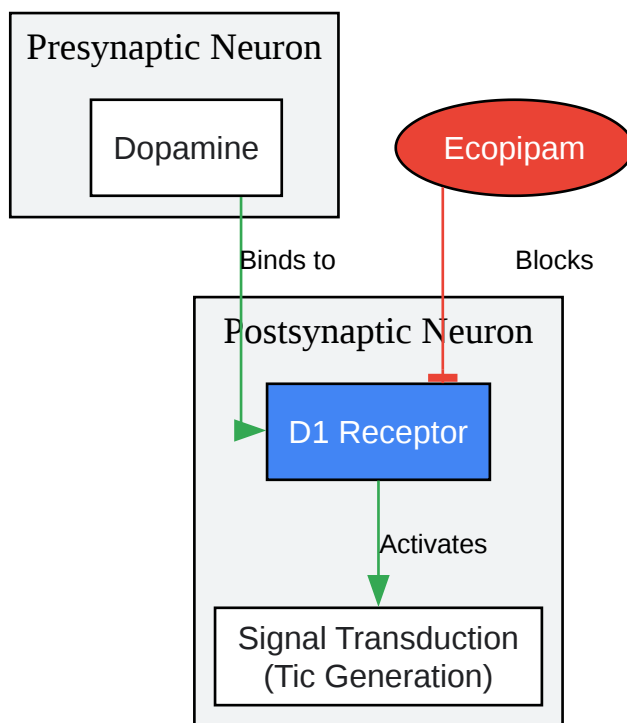 Presynaptic Neuron
Dopamine
Ecopipam
Binds to
Blocks
Postsynaptic Neuron
D1 Receptor
Activates
Signal Transduction
(Tic Generation)